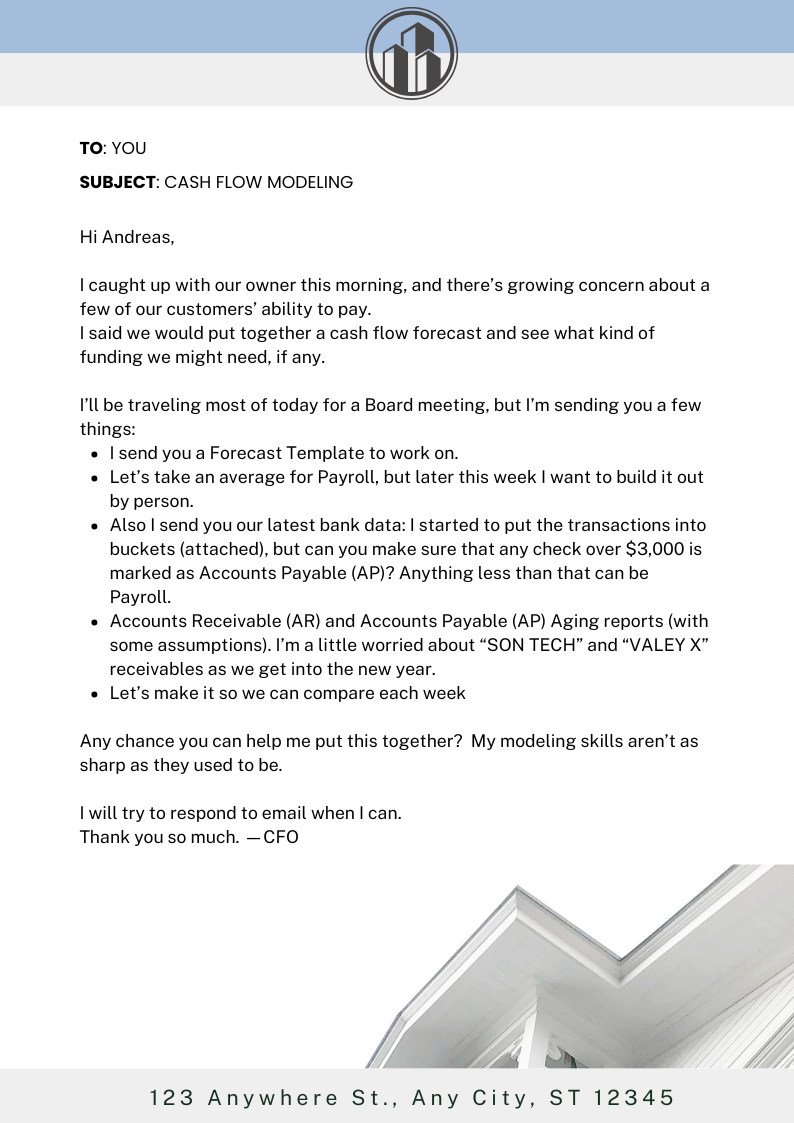 TO: YOU
SUBJECT: CASH FLOW MODELING
Hi Andreas,
I caught up with our owner this morning, and there’s growing concern about a
few of our customers’ ability to pay.
I said we would put together a cash flow forecast and see what kind of
funding we might need, if any.
I’ll be traveling most of today for a Board meeting, but I’m sending you a few
things:
• I send you a Forecast Template to work on.
• Let’s take an average for Payroll, but later this week I want to build it out
by person.
• Also I send you our latest bank data: I started to put the transactions into
buckets (attached), but can you make sure that any check over $3,000 is
marked as Accounts Payable (AP)? Anything less than that can be
Payroll.
• Accounts Receivable (AR) and Accounts Payable (AP) Aging reports (with
some assumptions). I’m a little worried about “SON TECH” and “VALEY X”
receivables as we get into the new year.
• Let’s make it so we can compare each week
Any chance you can help me put this together?  My modeling skills aren’t as
sharp as they used to be.
I will try to respond to email when I can.
Thank you so much. —CFO
123 Anywhere St., Any City, ST 12345